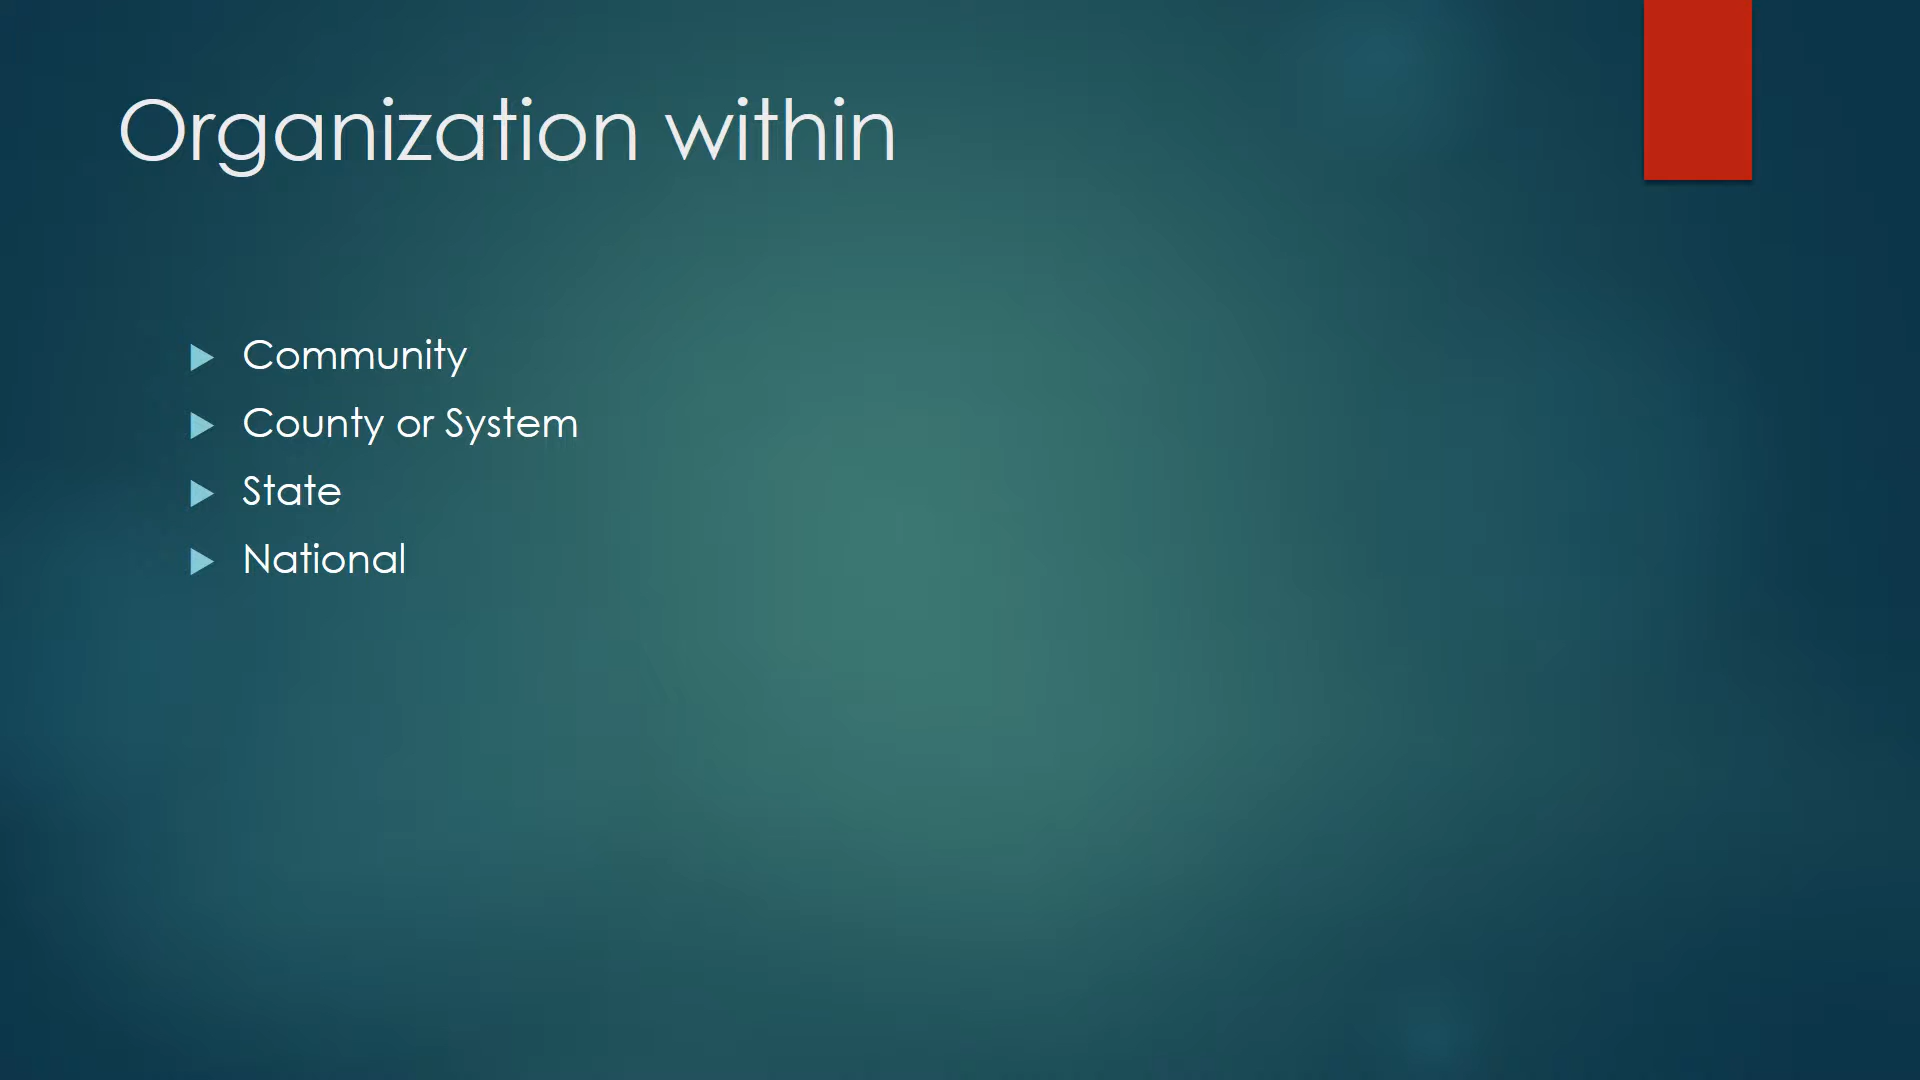 Organization within
Community
County or System
State
National